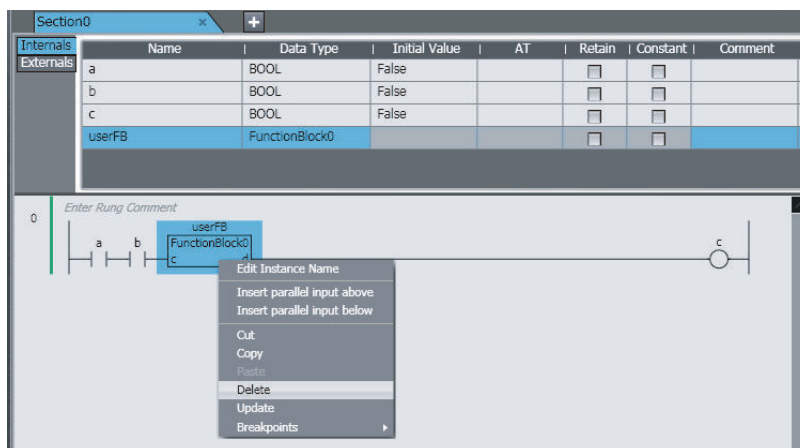 Section0 × +
Internals
Externals
Name Data Type Initial Value AT Retain Constant Comment
a BOOL False
b BOOL False
c BOOL False
userFB FunctionBlock0
0 Enter Rung Comment
userFB
a b FunctionBlock0 c
c d
Edit Instance Name
Insert parallel input above
Insert parallel input below
Cut
Copy
Paste
Delete
Update
Breakpoints